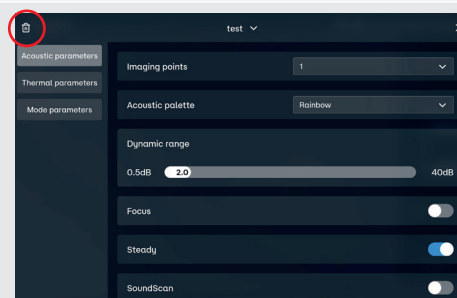 test
Acoustic parameters
Thermal parameters
Mode parameters
Imaging points 1
Acoustic palette Rainbow
Dynamic range
0.5dB 2.0 40dB
Focus
Steady
SoundScan